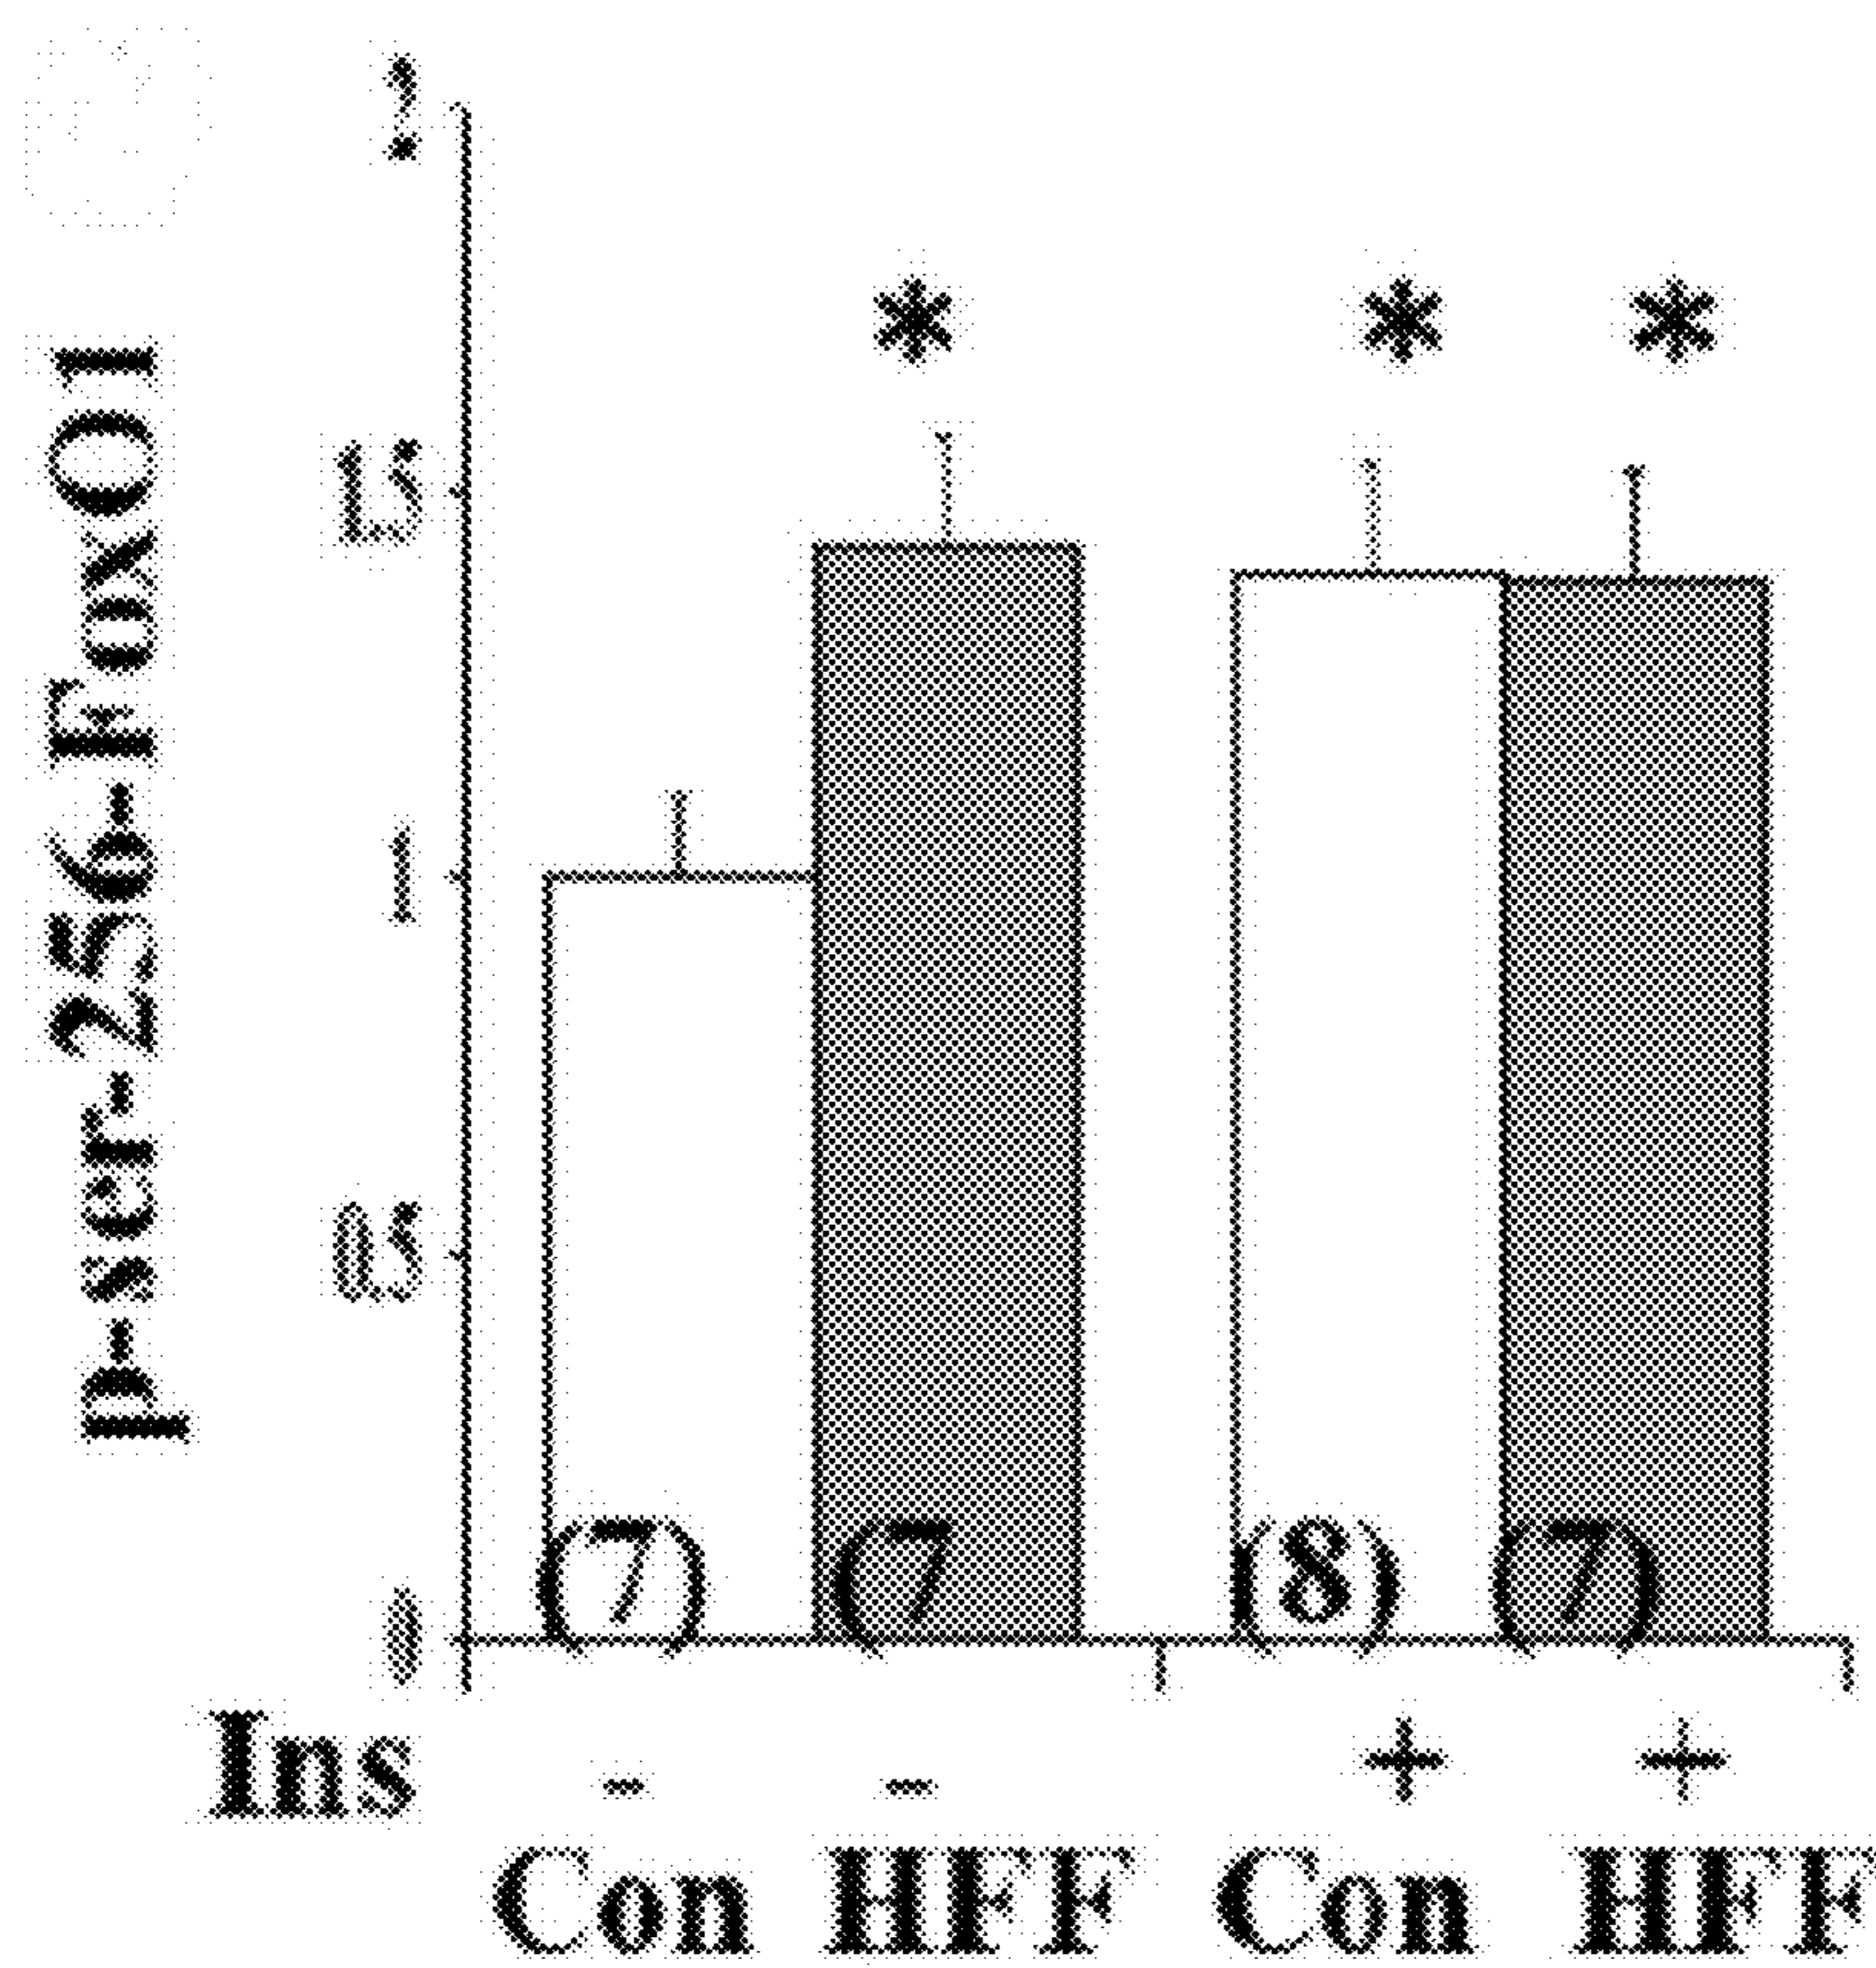 p-ser-256-FoxO1
1.5
1
0.5
0
* * *
(7) (7 (8) (7)
Ins - - + +
Con HFF Con HFF